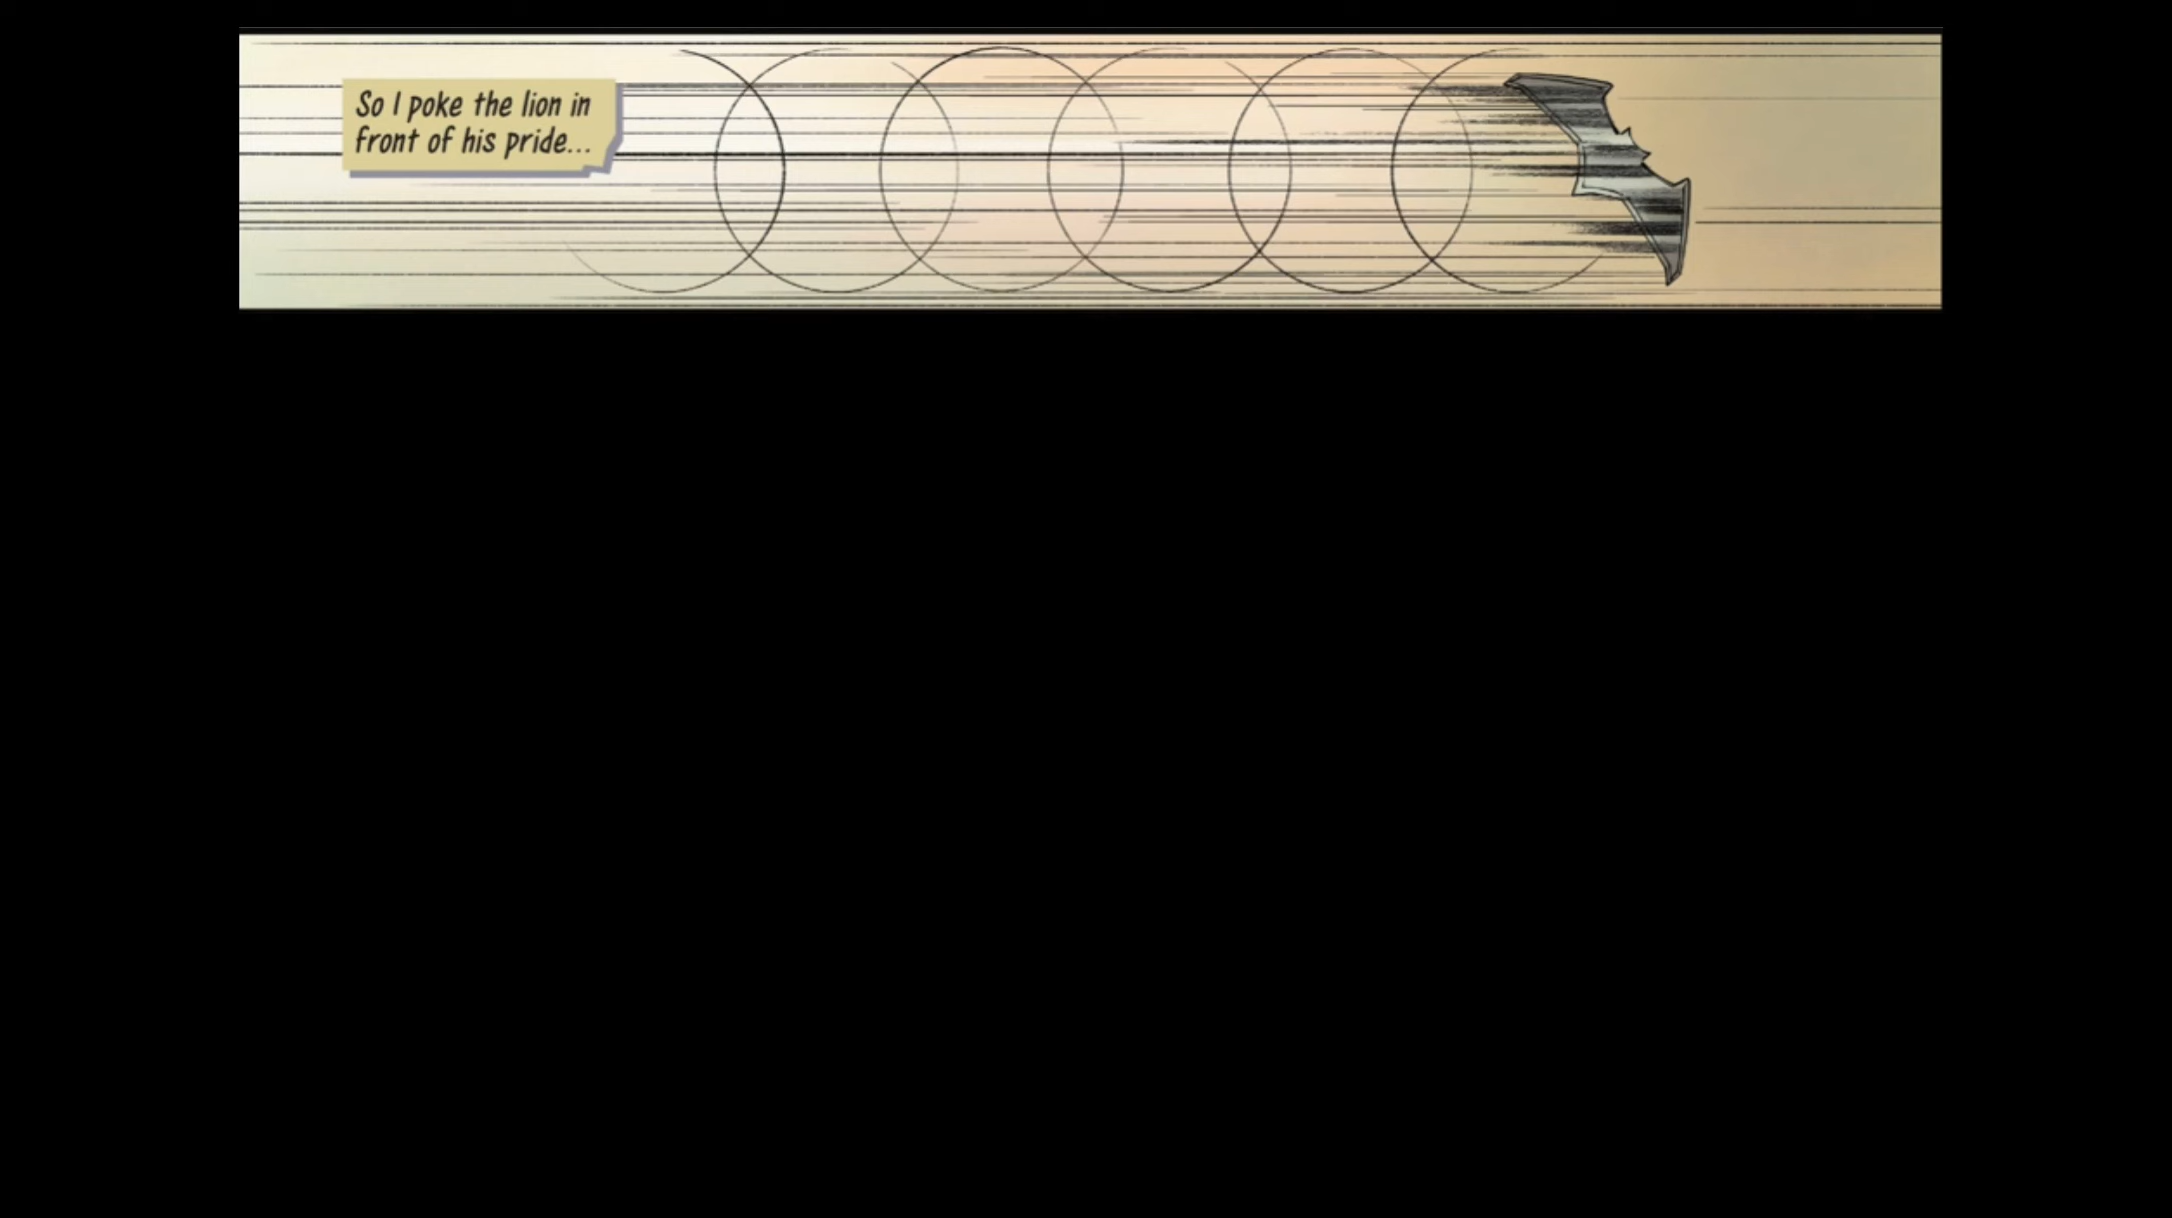 So I poke the lion in
front of his pride...